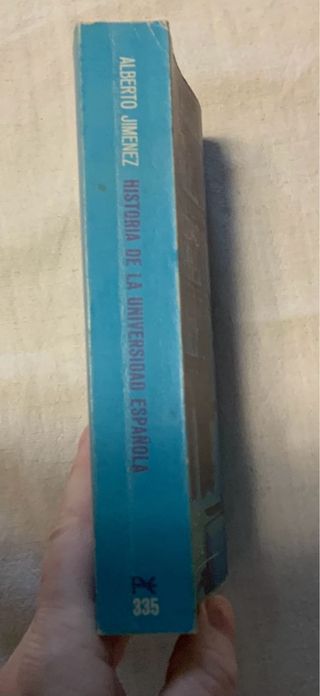 ALBERTO JIMENEZ
HISTORIA DE LA UNIVERSIDAD ESPAÑOLA
335